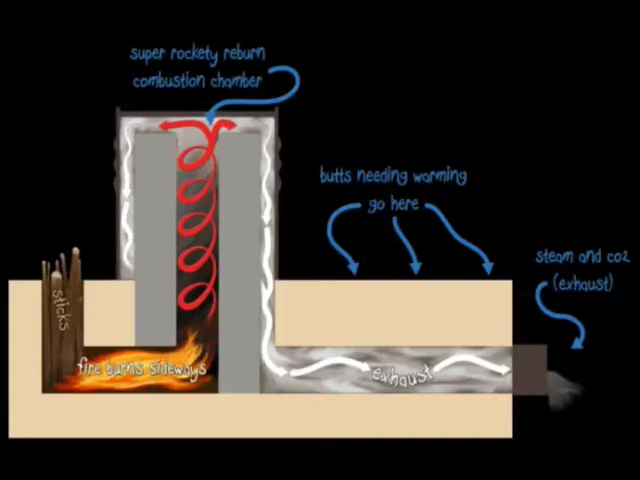 super rockety reburn
combustion chamber
butts needing warming
go here
steam and co2
(exhaust)
sticks
fire burns sideways
exhaust